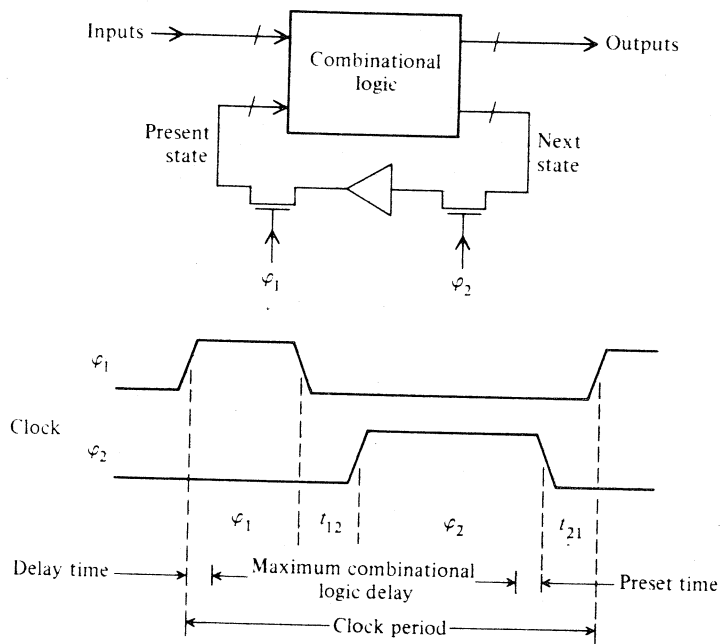 Inputs
Combinational
logic
Outputs
Present
state
Next
state
φ₁
φ₂
φ₁
Clock
φ₂
φ₁
t₁₂
φ₂
t₂₁
Delay time
Maximum combinational
logic delay
Preset time
Clock period